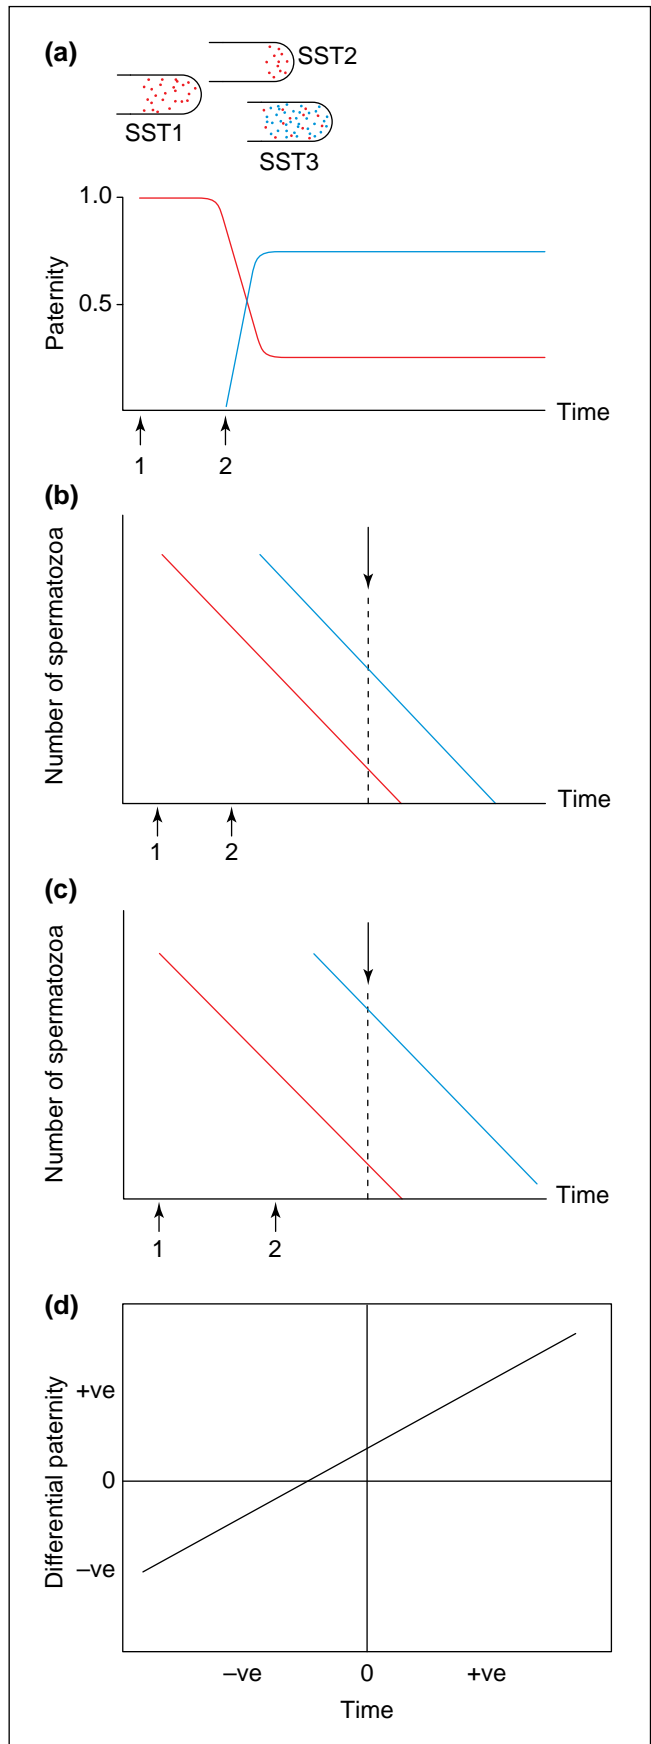 (a)
SST2
SST1
SST3
1.0
0.5
Paternity
Time
1 2
(b)
Number of spermatozoa
Time
1 2
(c)
Number of spermatozoa
Time
1 2
(d)
Differential paternity
+ve
0
–ve
–ve 0 +ve
Time